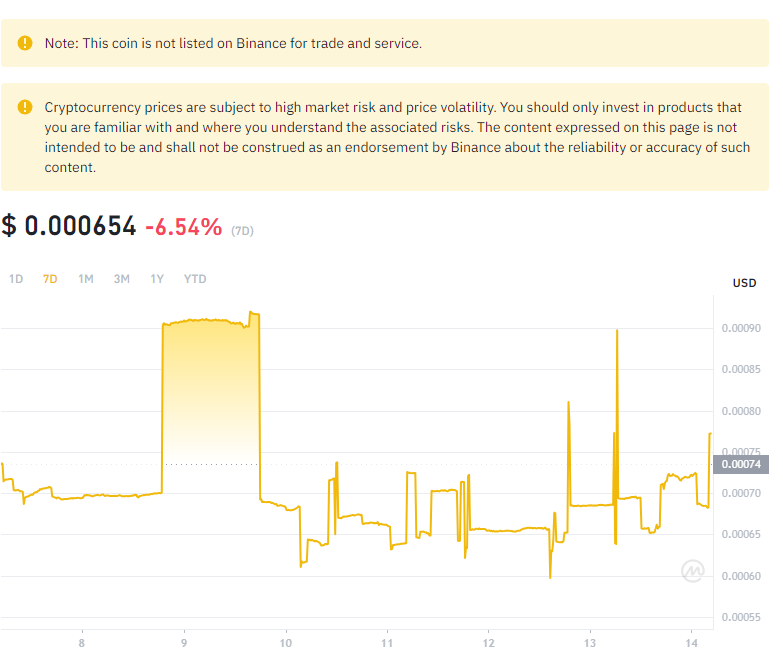 Note: This coin is not listed on Binance for trade and service.
Cryptocurrency prices are subject to high market risk and price volatility. You should only invest in products that
you are familiar with and where you understand the associated risks. The content expressed on this page is not
intended to be and shall not be construed as an endorsement by Binance about the reliability or accuracy of such
content.
$ 0.000654 -6.54% (7D)
1D 7D 1M 3M 1Y YTD
USD
0.00090
0.00085
0.00080
0.00075
0.00074
0.00070
0.00065
0.00060
0.00055
8 9 10 11 12 13 14